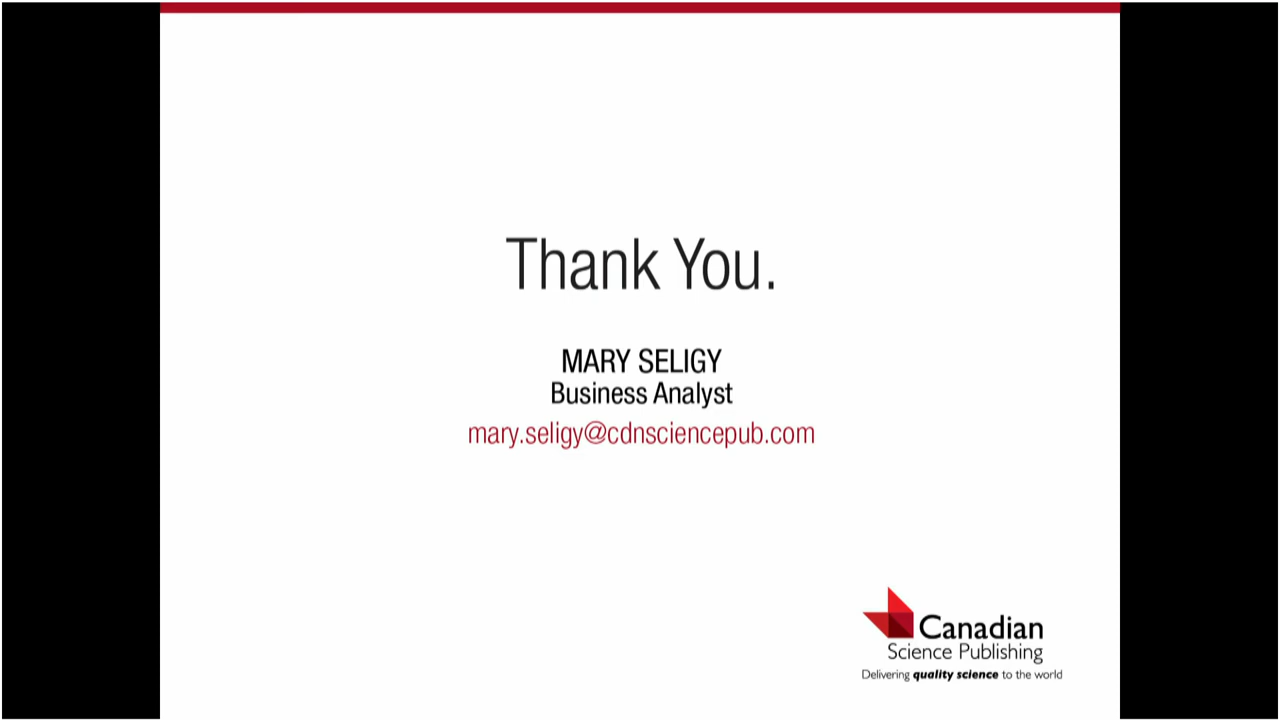 Thank You.
MARY SELIGY
Business Analyst
mary.seligy@cdnsciencepub.com
Canadian
Science Publishing
Delivering quality science to the world